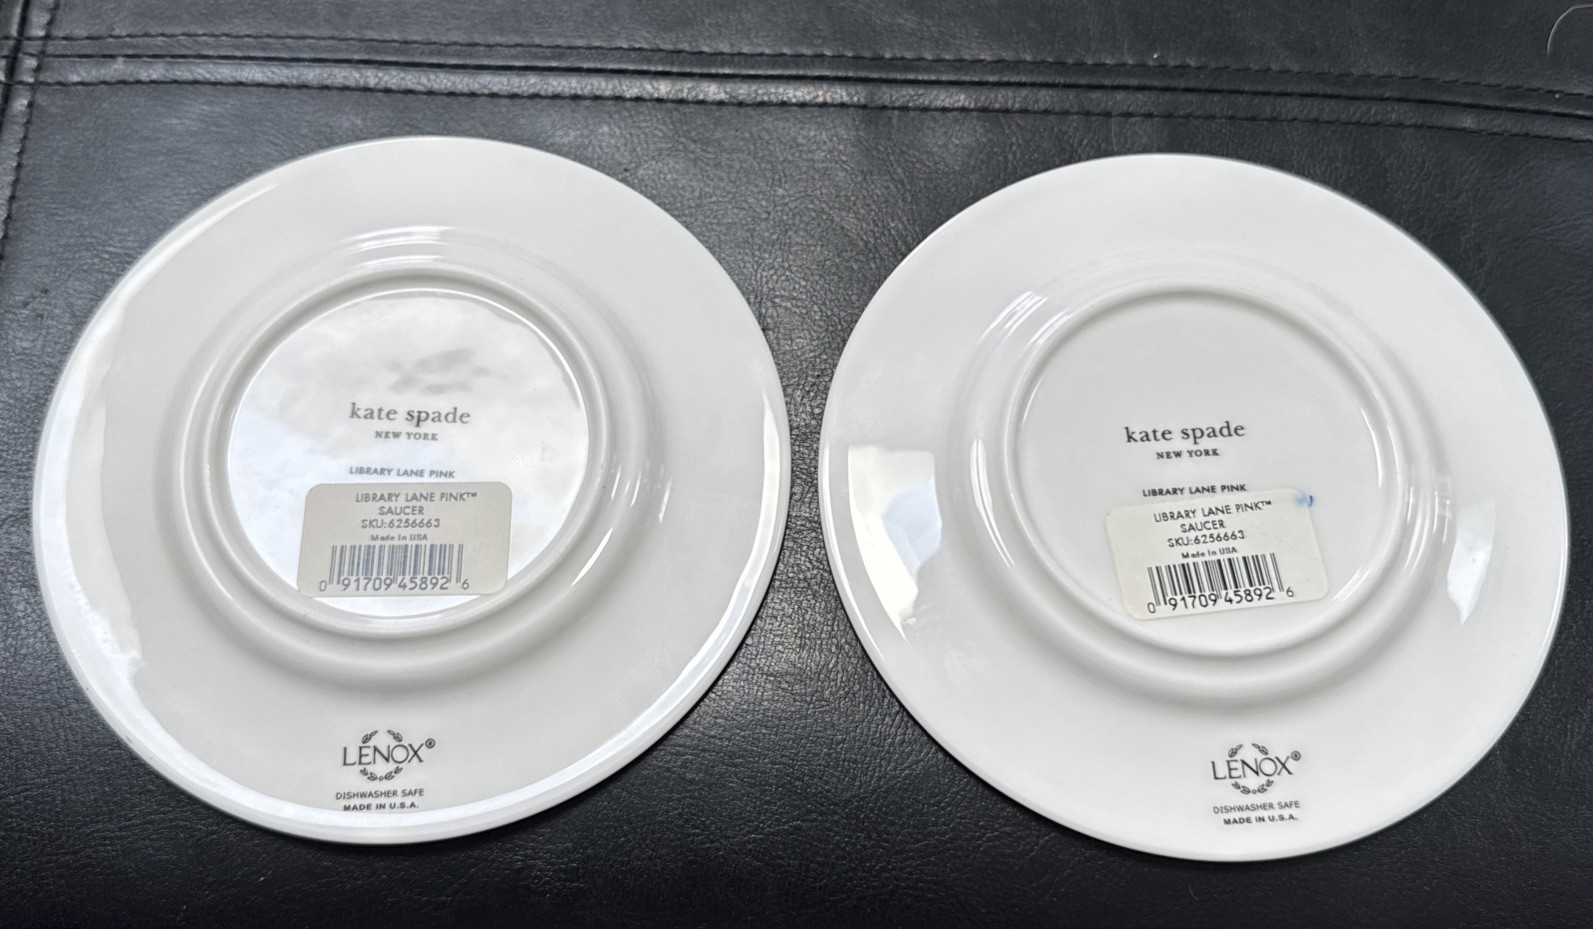 kate spade
NEW YORK
LIBRARY LANE PINK
LIBRARY LANE PINK™
SAUCER
SKU:6256663
Made In USA
0 91709 45892 6
LENOX®
DISHWASHER SAFE
MADE IN U.S.A.
kate spade
NEW YORK
LIBRARY LANE PINK
LIBRARY LANE PINK™
SAUCER
SKU:6256663
Made In USA
0 91709 45892 6
LENOX®
DISHWASHER SAFE
MADE IN U.S.A.